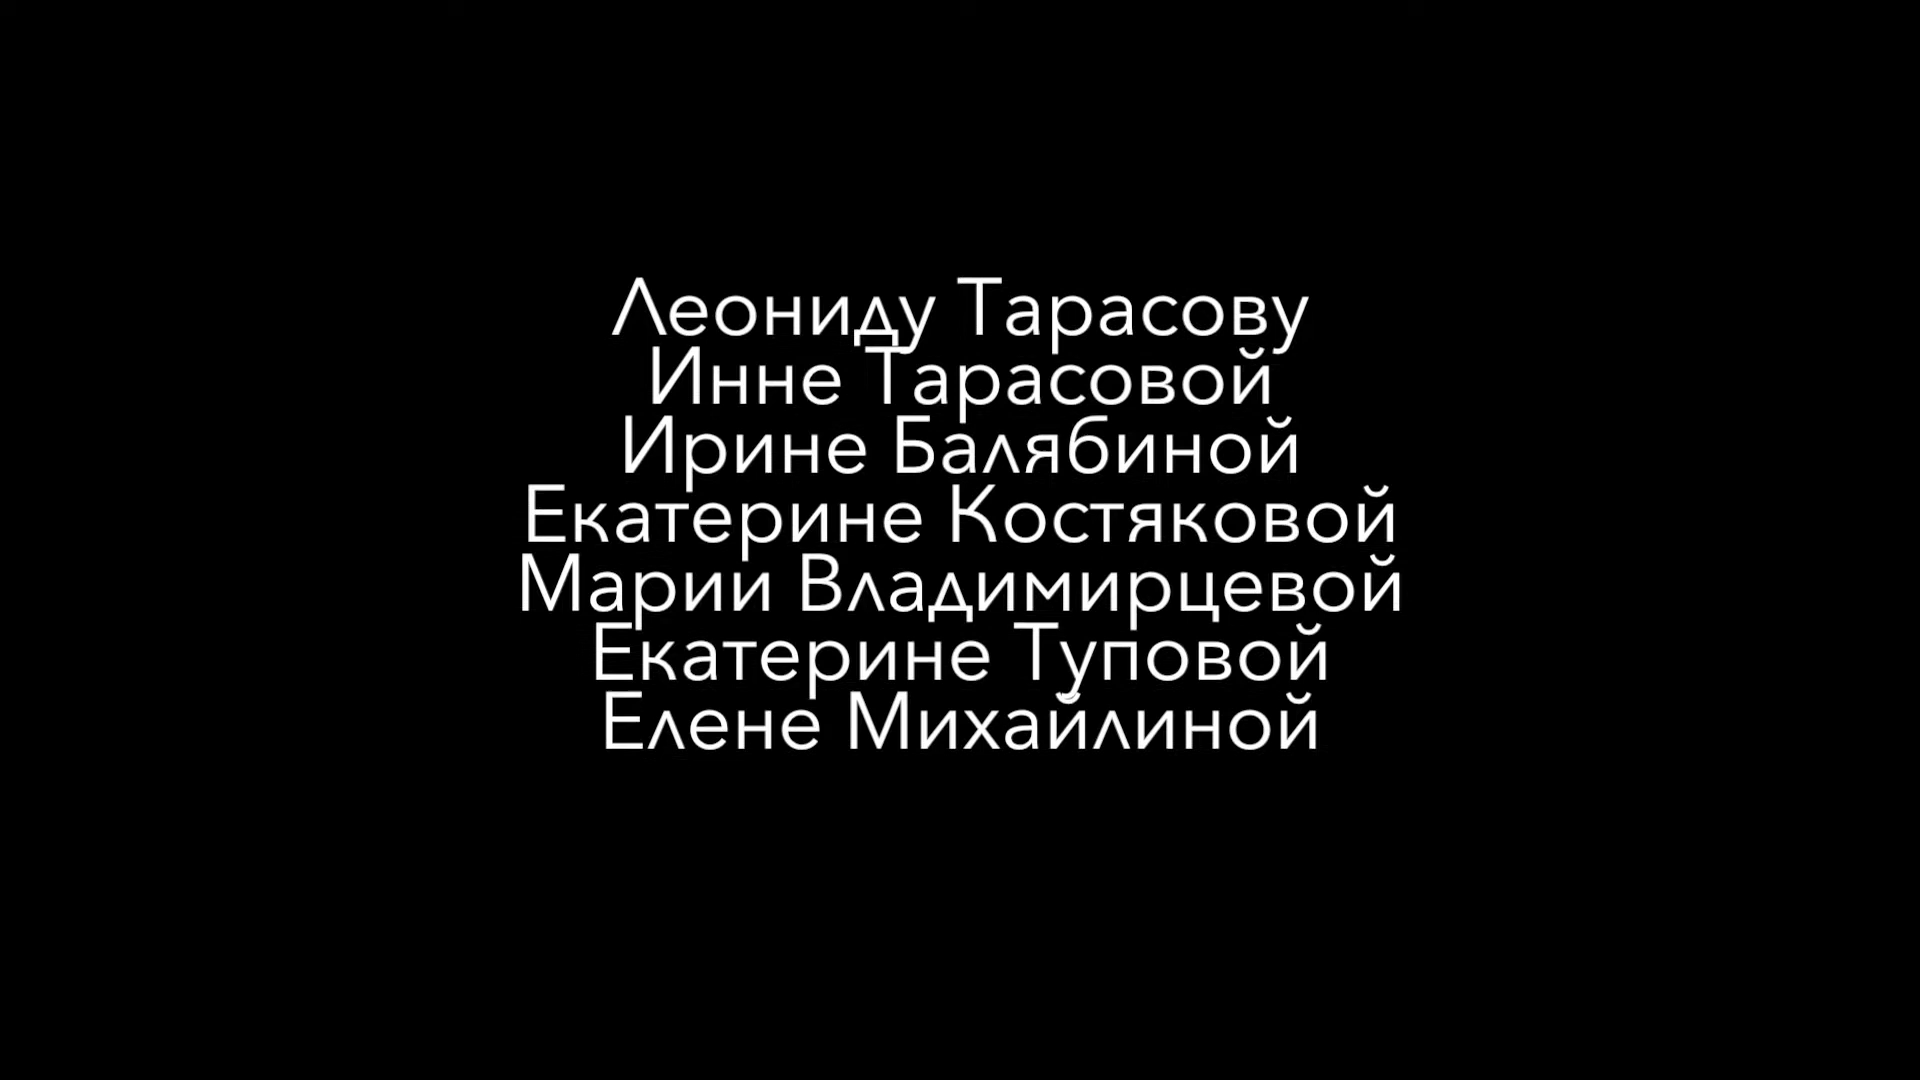 Леониду Тарасову
Инне Тарасовой
Ирине Балябиной
Екатерине Костяковой
Марии Владимирцевой
Екатерине Туповой
Елене Михайлиной